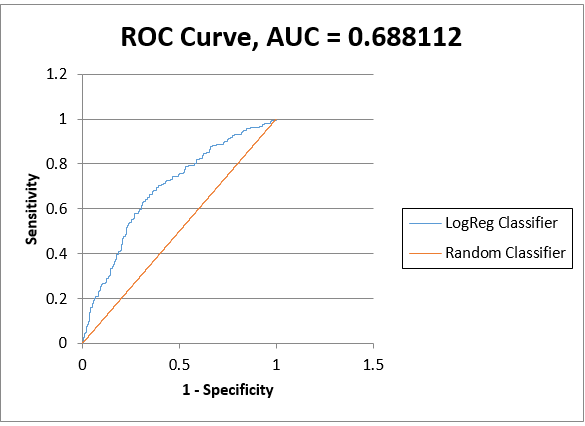 ROC Curve, AUC = 0.688112
1.2
1
0.8
0.6
0.4
0.2
0
Sensitivity
0 0.5 1 1.5
1 - Specificity
LogReg Classifier
Random Classifier